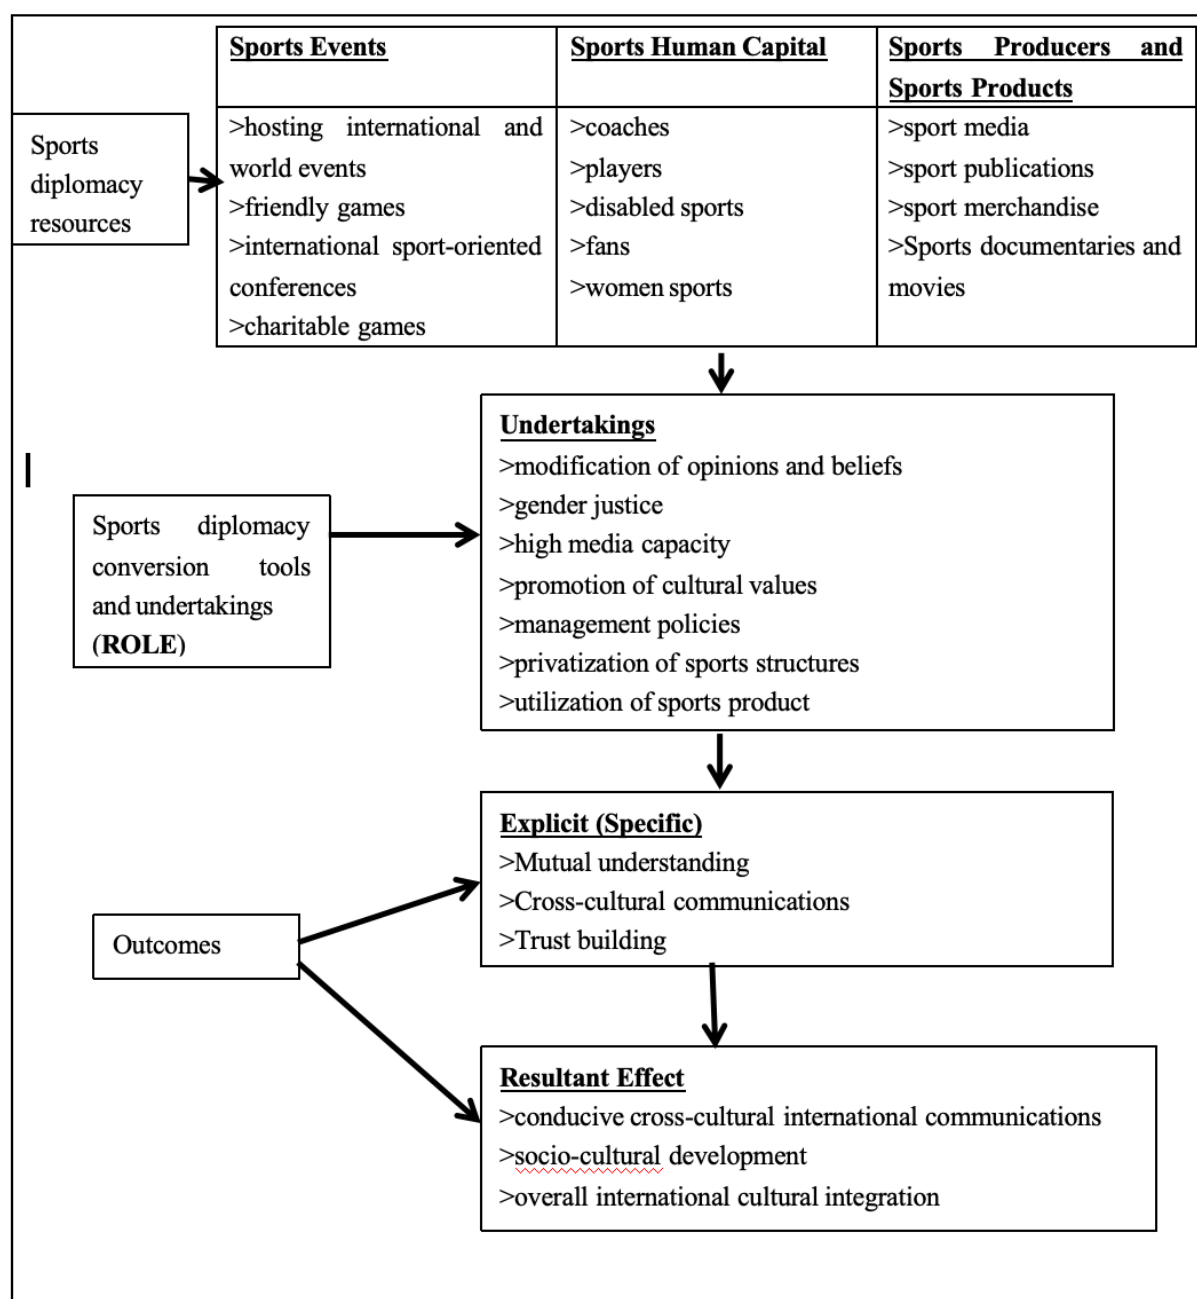 Sports Events
>hosting international and
world events
>friendly games
>international sport-oriented
conferences
>charitable games
Sports Human Capital
>coaches
>players
>disabled sports
>fans
>women sports
Sports Producers and
Sports Products
>sport media
>sport publications
>sport merchandise
>Sports documentaries and
movies
Sports
diplomacy
resources
Undertakings
>modification of opinions and beliefs
>gender justice
>high media capacity
>promotion of cultural values
>management policies
>privatization of sports structures
>utilization of sports product
Sports diplomacy
conversion tools
and undertakings
(ROLE)
Explicit (Specific)
>Mutual understanding
>Cross-cultural communications
>Trust building
Outcomes
Resultant Effect
>conducive cross-cultural international communications
>socio-cultural development
>overall international cultural integration